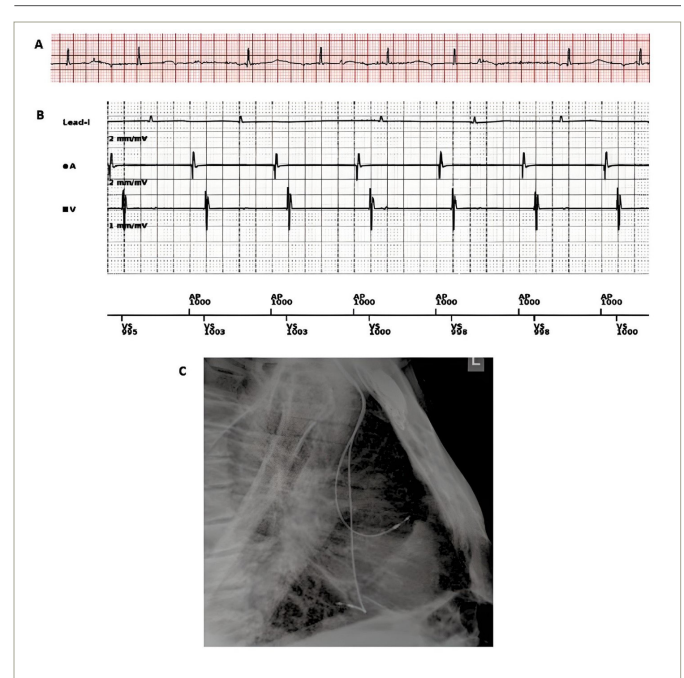 A
B
Lead-I
2 mm/mV
●A
2 mm/mV
■V
1 mm/mV
AP AP AP AP AP AP
1000 1000 1000 1000 1000 1000
VS VS VS VS VS VS VS
995 1003 1003 1000 998 998 1000
C
L